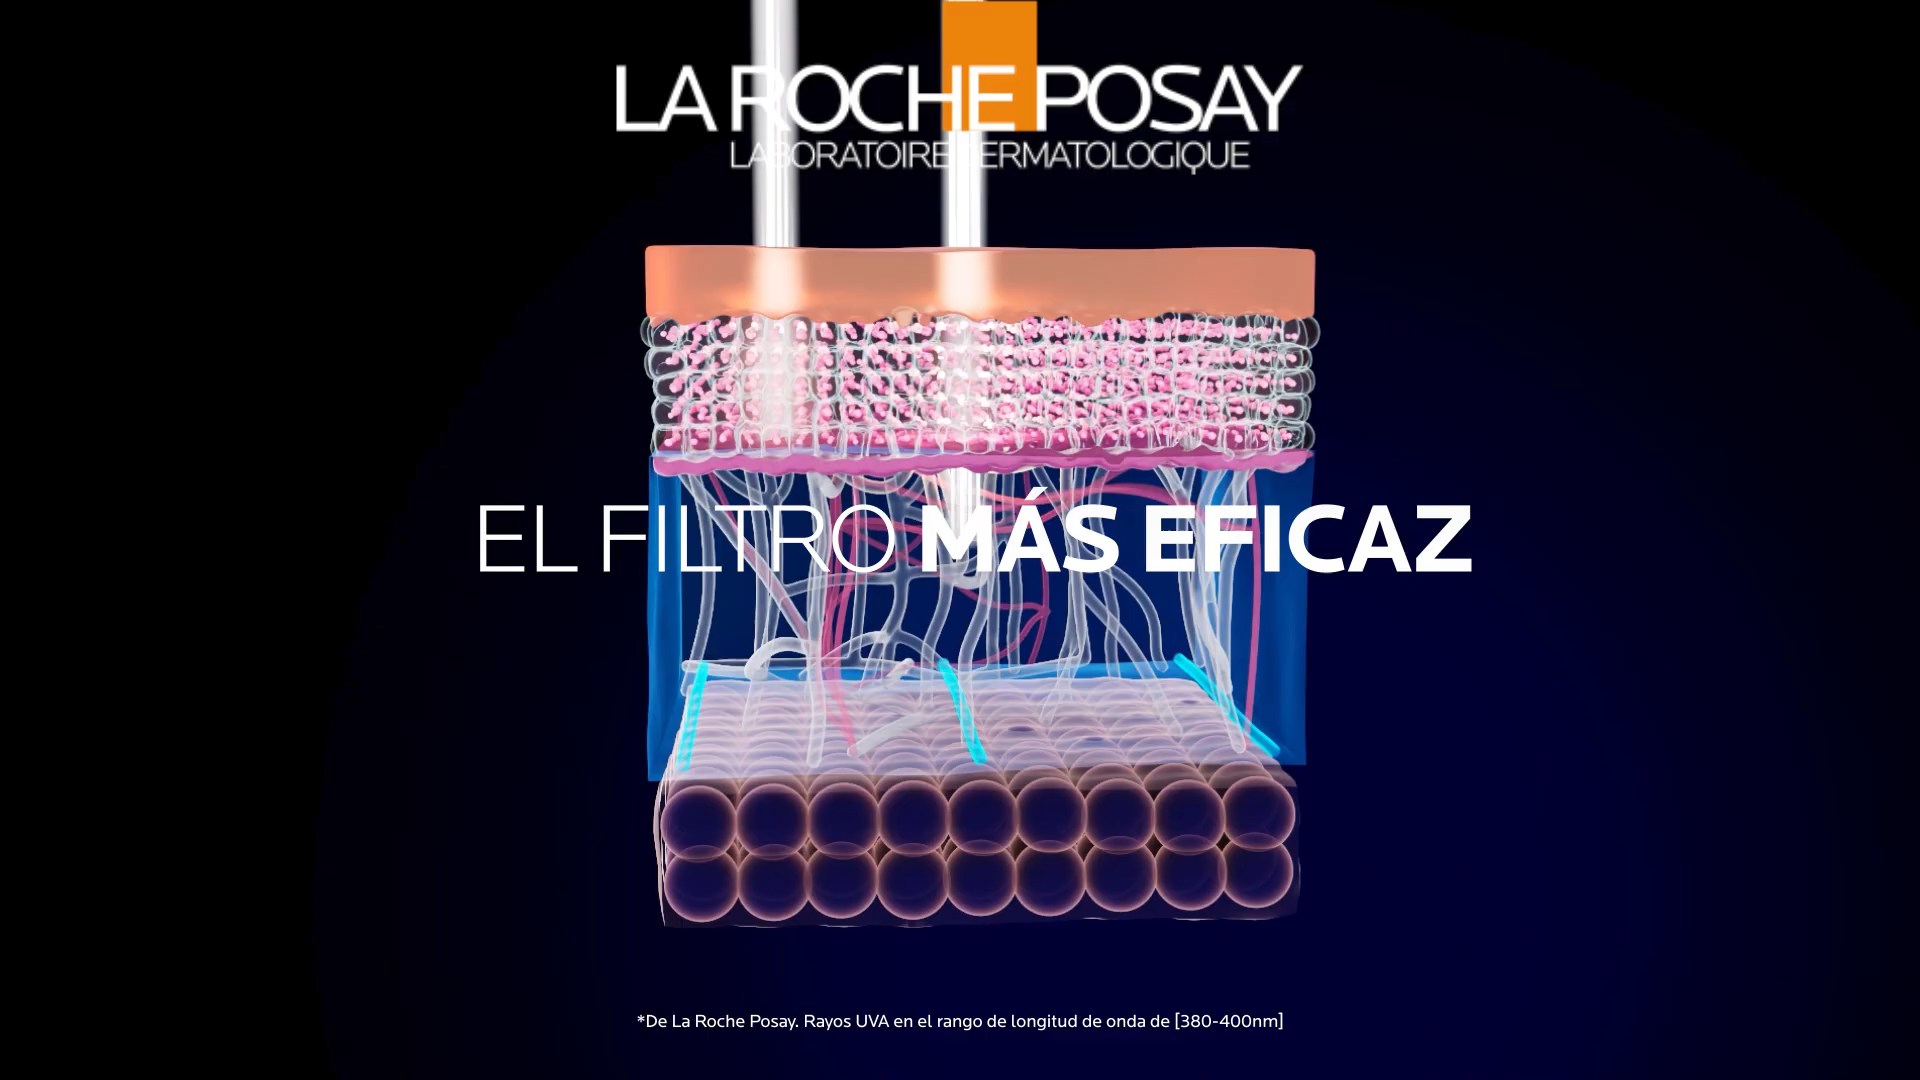 LA ROCHE POSAY
LABORATOIRE DERMATOLOGIQUE
EL FILTRO MÁS EFICAZ
*De La Roche Posay. Rayos UVA en el rango de longitud de onda de [380-400nm]